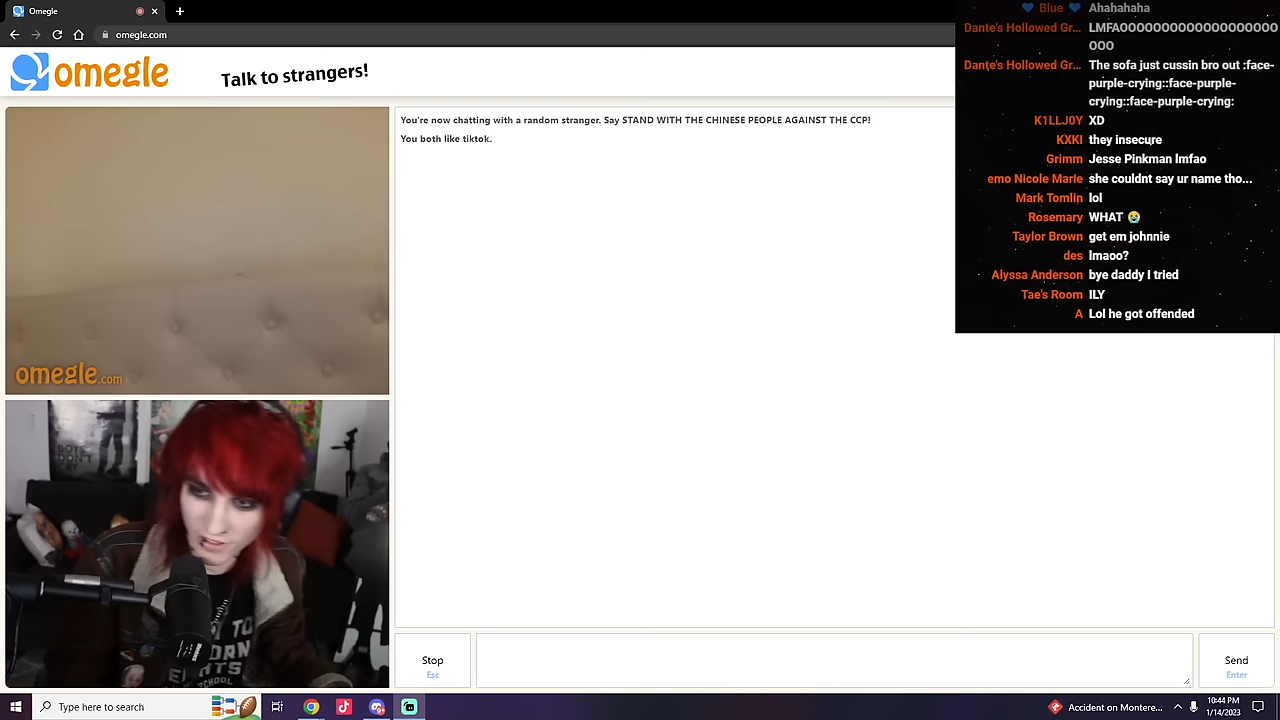 Omegle
omegle.com
omegle
Talk to strangers!
You're now chatting with a random stranger. Say STAND WITH THE CHINESE PEOPLE AGAINST THE CCP!
You both like tiktok.
omegle.com
Stop
Esc
Send
Enter
Blue Ahahahaha
Dante's Hollowed Gr... LMFAOOOOOOOOOOOOOOOOOOO
OOO
Dante's Hollowed Gr... The sofa just cussin bro out :face-
purple-crying::face-purple-
crying::face-purple-crying:
K1LLJ0Y XD
KXKI they insecure
Grimm Jesse Pinkman lmfao
emo Nicole Marie she couldnt say ur name tho...
Mark Tomlin lol
Rosemary WHAT 😭
Taylor Brown get em johnnie
des lmaoo?
Alyssa Anderson bye daddy I tried
Tae's Room ILY
A Lol he got offended
Type here to search
Accident on Montere...
10:44 PM
1/14/2023